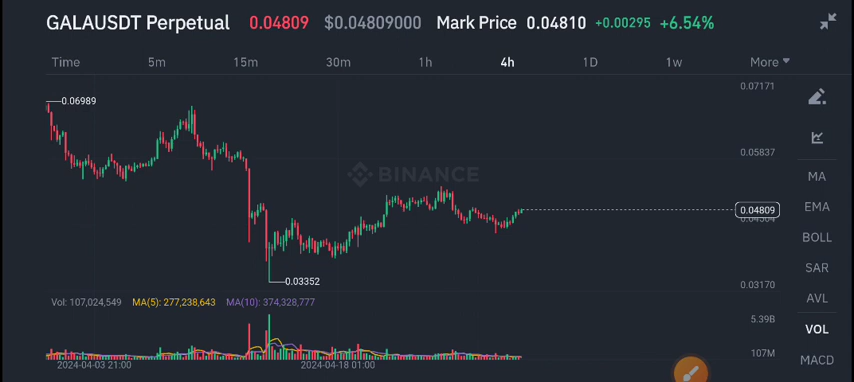 GALAUSDT Perpetual 0.04809 $0.04809000 Mark Price 0.04810 +0.00295 +6.54%
Time 5m 15m 30m 1h 4h 1D 1w More
0.07171
0.06989
0.05837
BINANCE
0.04809
0.03352
0.03170
Vol: 107,024,549 MA(5): 277,238,643 MA(10): 374,328,777
5.39B
107M
2024-04-03 21:00 2024-04-18 01:00
MA
EMA
BOLL
SAR
AVL
VOL
MACD